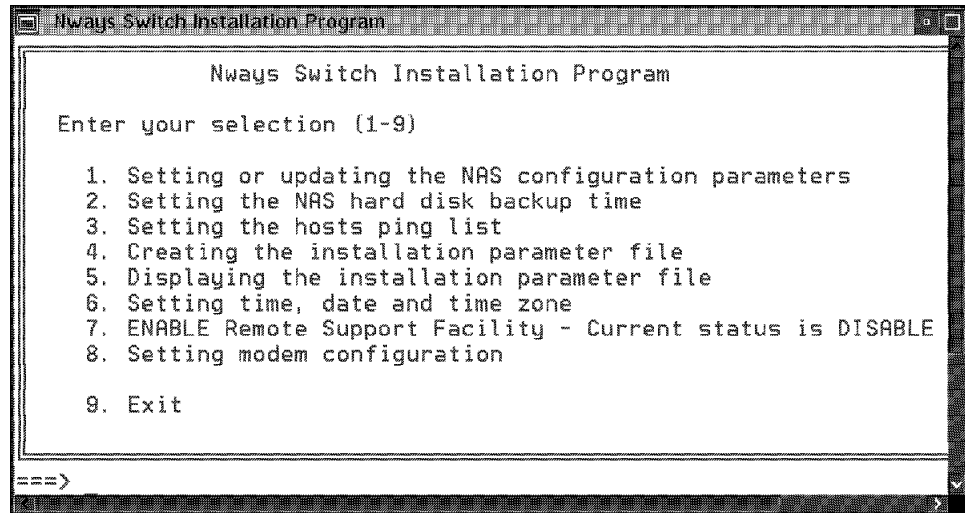 Nways Switch Installation Program
Nways Switch Installation Program
Enter your selection (1-9)
1. Setting or updating the NAS configuration parameters
2. Setting the NAS hard disk backup time
3. Setting the hosts ping list
4. Creating the installation parameter file
5. Displaying the installation parameter file
6. Setting time, date and time zone
7. ENABLE Remote Support Facility - Current status is DISABLE
8. Setting modem configuration
9. Exit
===>